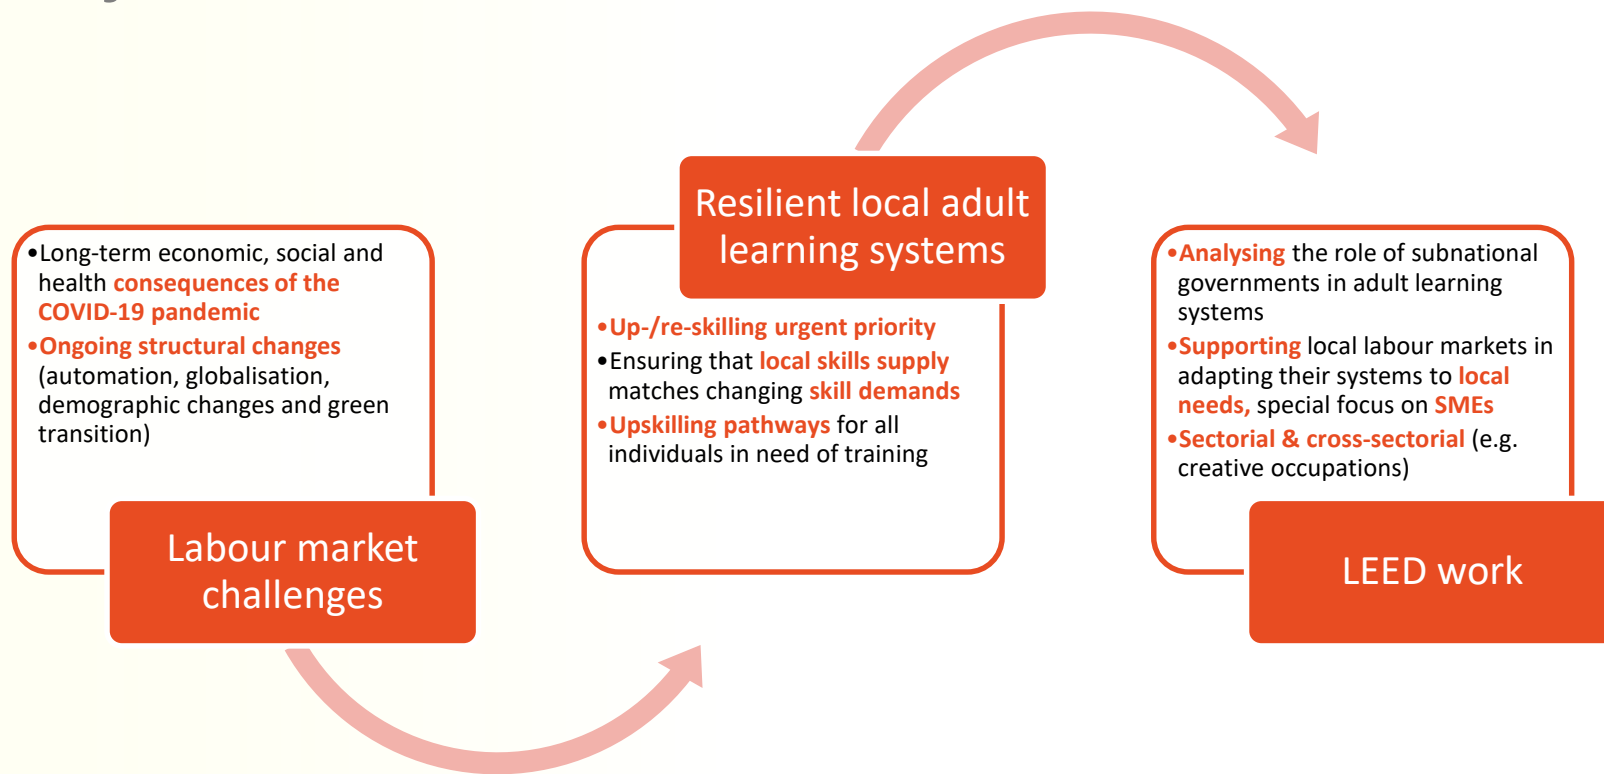 •Long-term economic, social and
health consequences of the
COVID-19 pandemic
•Ongoing structural changes
(automation, globalisation,
demographic changes and green
transition)
Labour market
challenges
Resilient local adult
learning systems
•Up-/re-skilling urgent priority
•Ensuring that local skills supply
matches changing skill demands
•Upskilling pathways for all
individuals in need of training
•Analysing the role of subnational
governments in adult learning
systems
•Supporting local labour markets in
adapting their systems to local
needs, special focus on SMEs
•Sectorial & cross-sectorial (e.g.
creative occupations)
LEED work